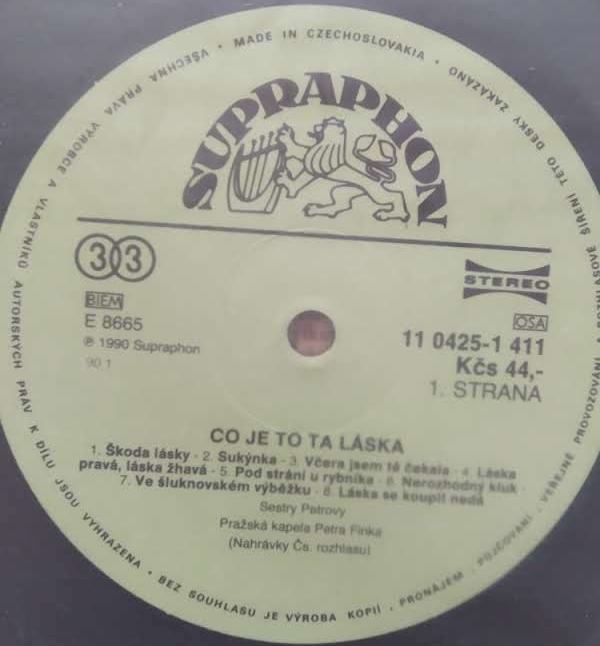 MADE IN CZECHOSLOVAKIA • VŠECHNA PRÁVA VÝROBCE A VLASTNÍKŮ AUTORSKÝCH PRÁV K DÍLU JSOU VYHRAZENA • BEZ SOUHLASU JE VÝROBA KOPIÍ, PRONÁJEM, PŮJČOVÁNÍ, VEŘEJNÉ PROVOZOVÁNÍ A ŠÍŘENÍ TÉTO DESKY ZAKÁZÁNO •
SUPRAPHON
33
STEREO
BIEM
OSA
E 8665
11 0425-1 411
℗ 1990 Supraphon
Kčs 44,-
90 1
1. STRANA
CO JE TO TA LÁSKA
1. Škoda lásky · 2. Sukýnka · 3. Včera jsem tě čekala · 4. Láska
pravá, láska žhavá · 5. Pod strání u rybníka · 6. Nerozhodný kluk ·
7. Ve šluknovském výběžku · 8. Láska se koupit nedá
Sestry Petrovy
Pražská kapela Petra Finka
(Nahrávky Čs. rozhlasu)